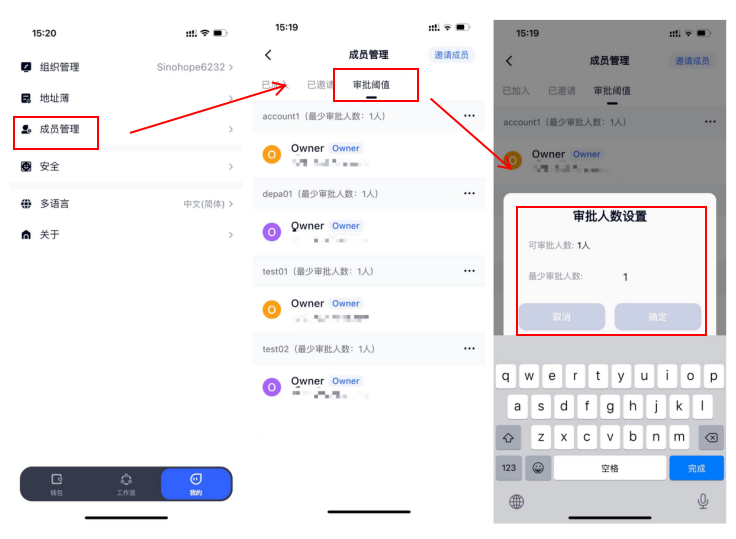 15:20
组织管理
Sinohope6232
地址薄
成员管理
安全
多语言
中文(简体)
关于
钱包
工作流
我的
15:19
成员管理
邀请成员
已加入
已邀请
审批阈值
account1（最少审批人数：1人）
O
Owner Owner
depa01（最少审批人数：1人）
O
Owner Owner
test01（最少审批人数：1人）
O
Owner Owner
test02（最少审批人数：1人）
O
Owner Owner
15:19
成员管理
邀请成员
已加入
已邀请
审批阈值
account1（最少审批人数：1人）
O
Owner Owner
审批人数设置
可审批人数: 1人
最少审批人数: 1
取消
确定
q w e r t y u i o p
a s d f g h j k l
z x c v b n m
123
空格
完成